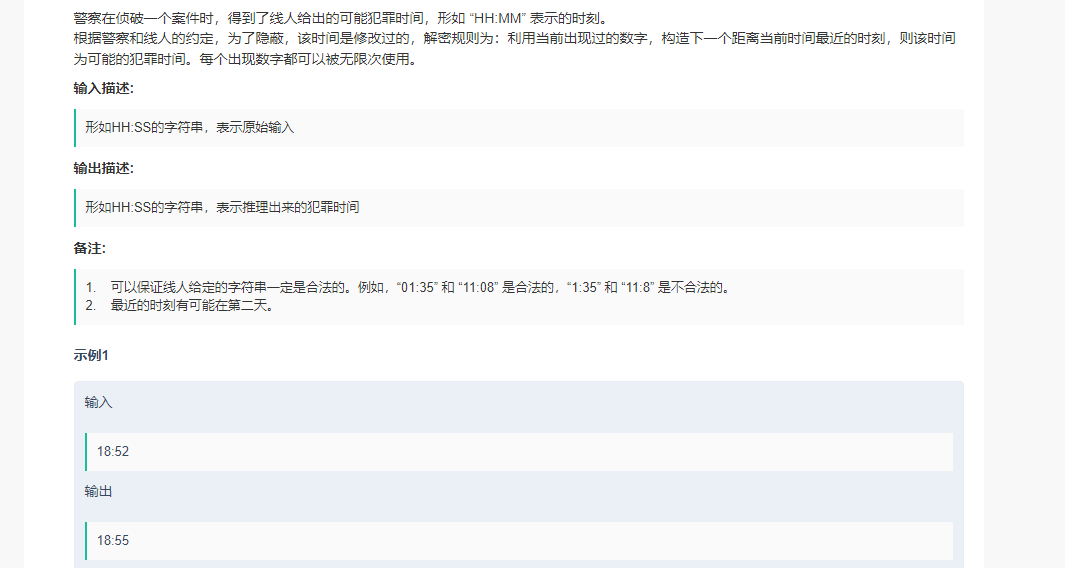 警察在侦破一个案件时，得到了线人给出的可能犯罪时间，形如 “HH:MM” 表示的时刻。
根据警察和线人的约定，为了隐蔽，该时间是修改过的，解密规则为：利用当前出现过的数字，构造下一个距离当前时间最近的时刻，则该时间
为可能的犯罪时间。每个出现数字都可以被无限次使用。
输入描述:
形如HH:SS的字符串，表示原始输入
输出描述:
形如HH:SS的字符串，表示推理出来的犯罪时间
备注:
1. 可以保证线人给定的字符串一定是合法的。例如，“01:35” 和 “11:08” 是合法的，“1:35” 和 “11:8” 是不合法的。
2. 最近的时刻有可能在第二天。
示例1
输入
18:52
输出
18:55